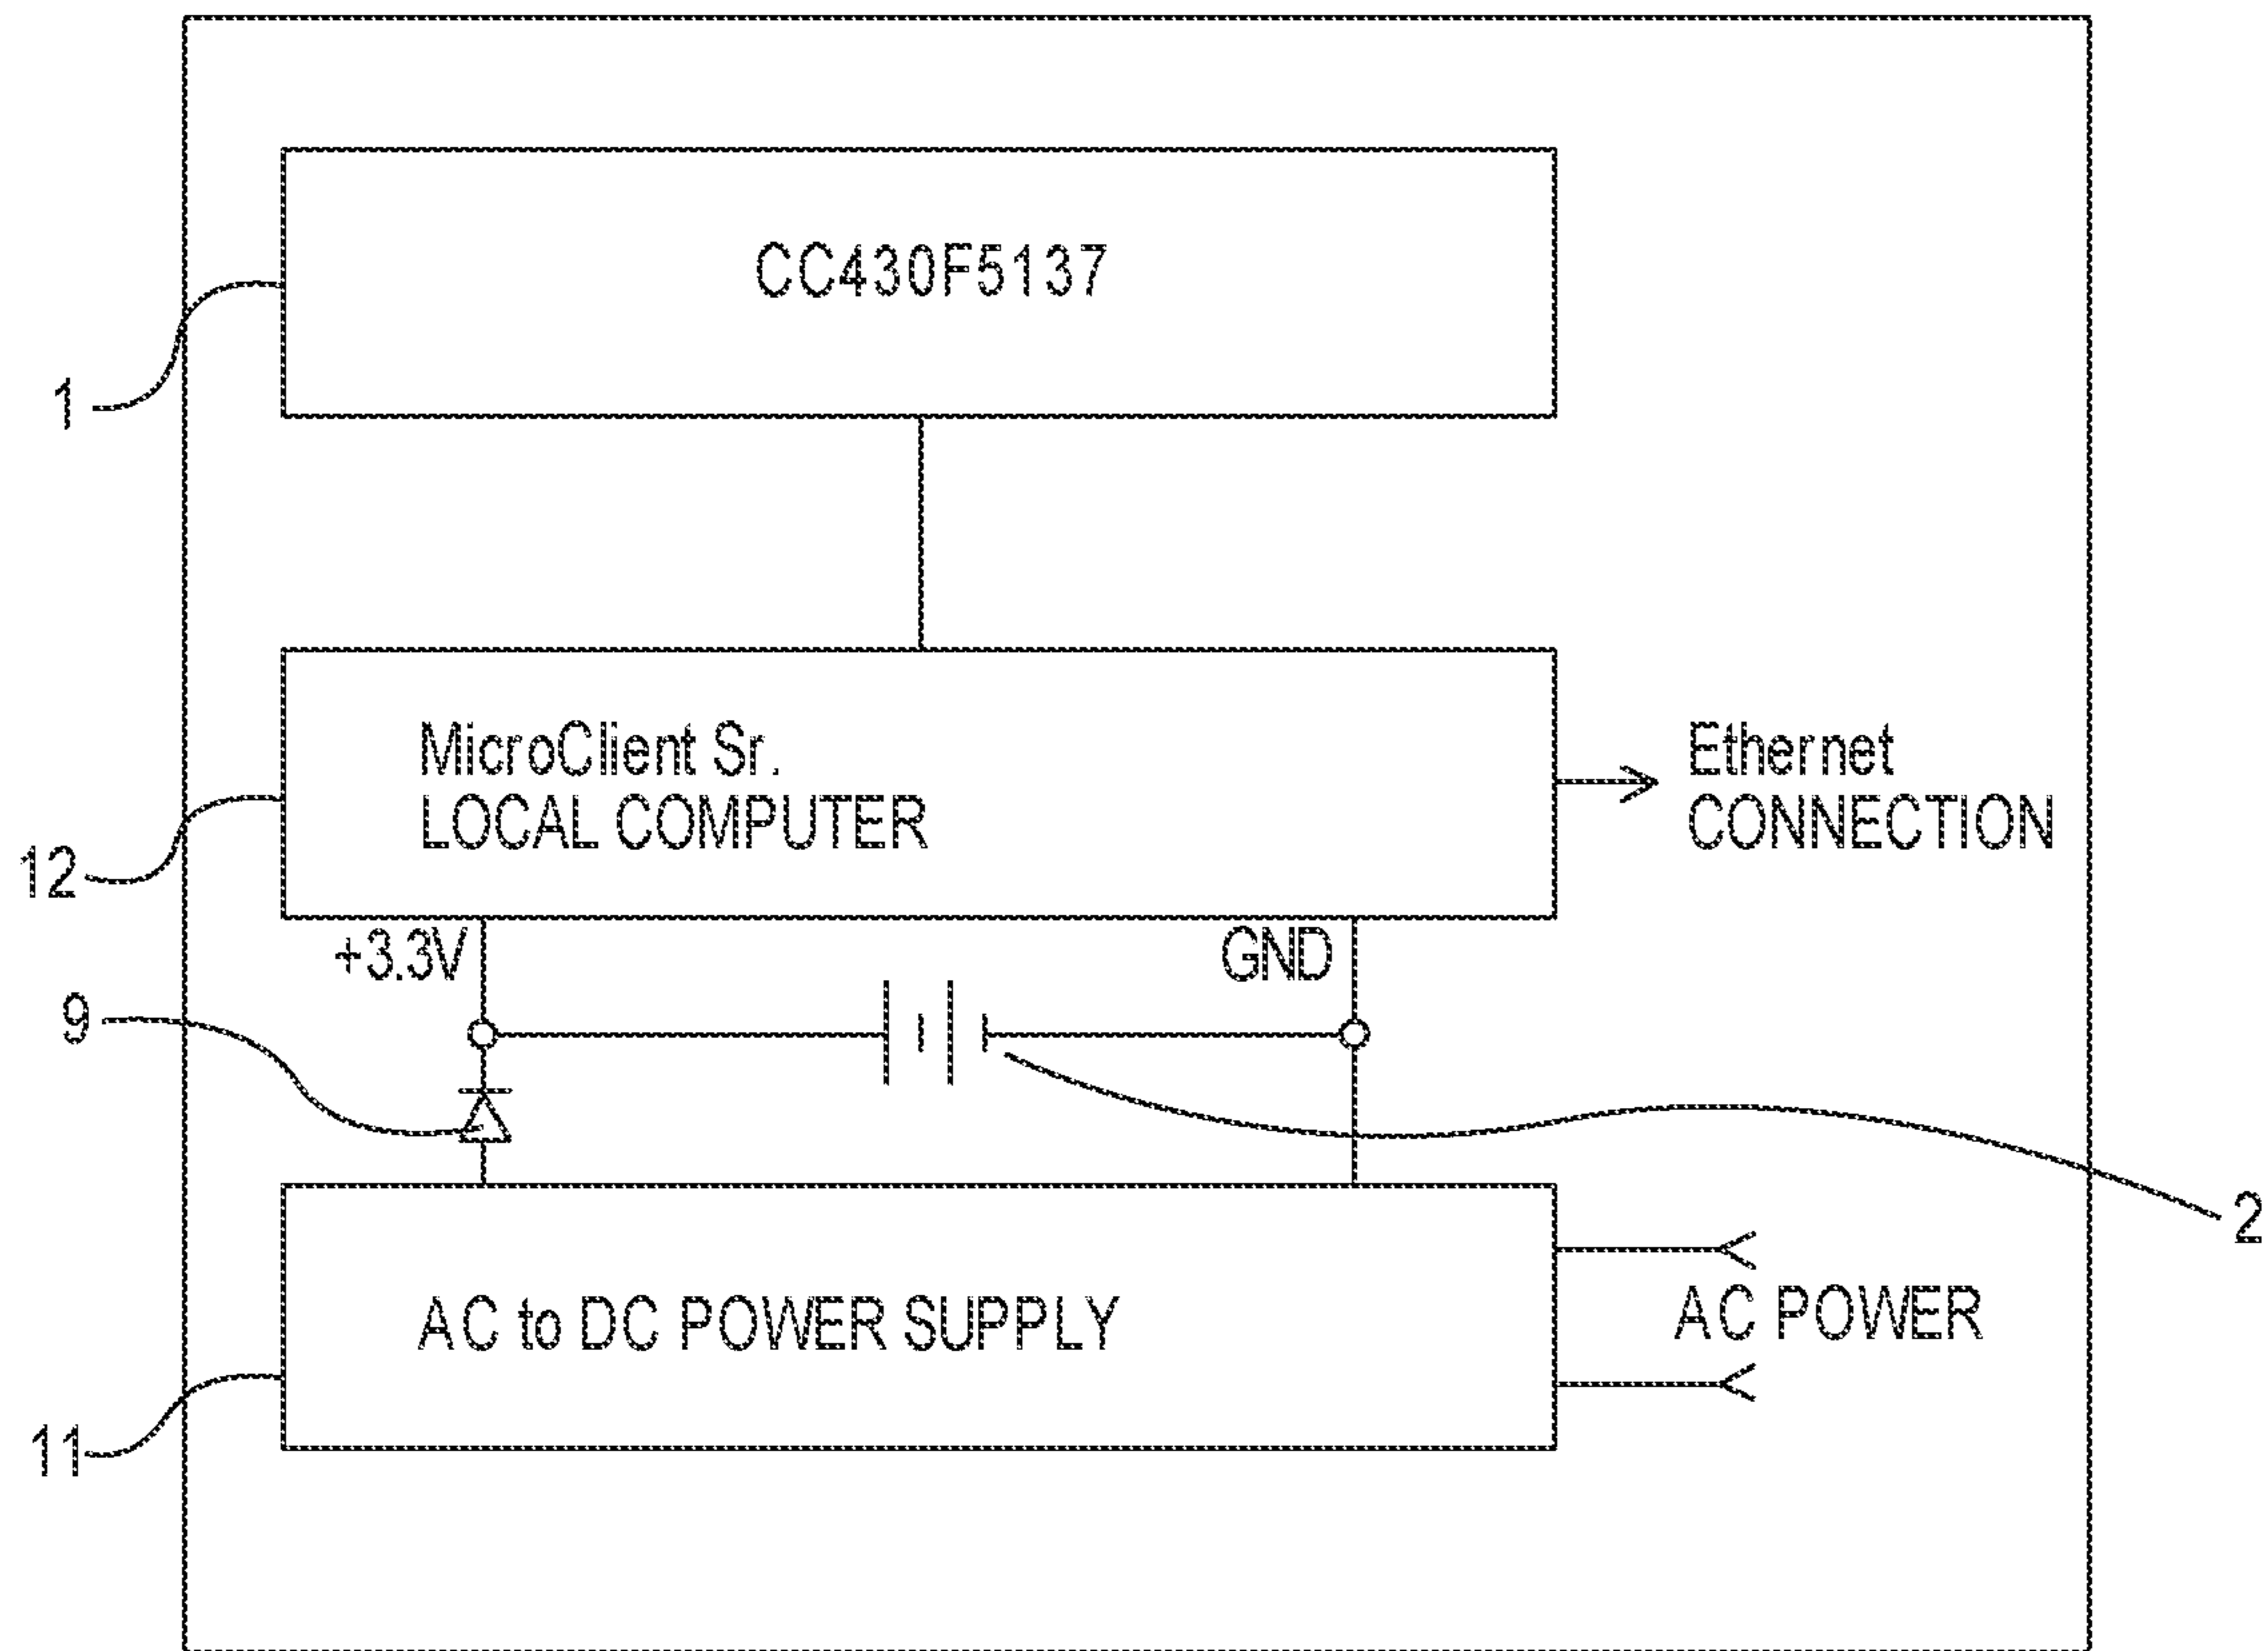 CC430F5137
1
MicroClient Sr.
LOCAL COMPUTER
Ethernet
CONNECTION
12
+3.3V
GND
9
2
AC to DC POWER SUPPLY
AC POWER
11